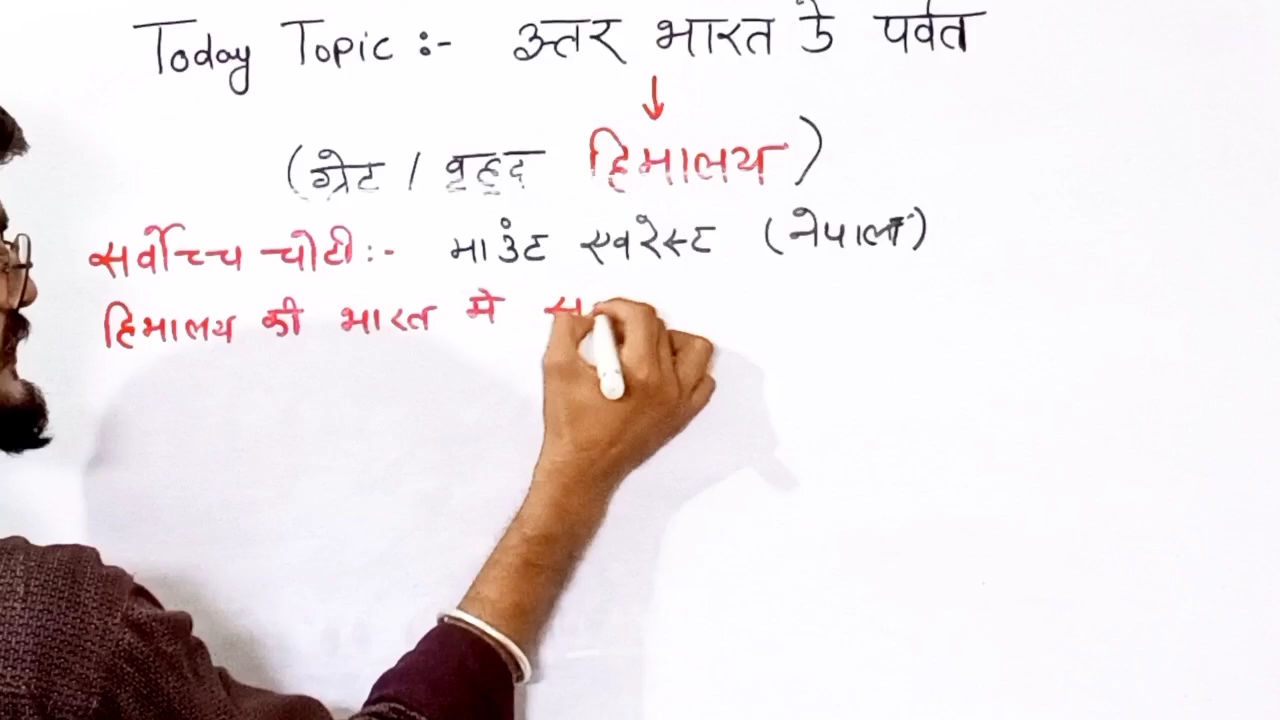 Today Topic :- उत्तर भारत के पर्वत
(ग्रेट / वृहद हिमालय)
सर्वोच्च चोटी :- माउंट एवरेस्ट (नेपाल)
हिमालय की भारत मे स